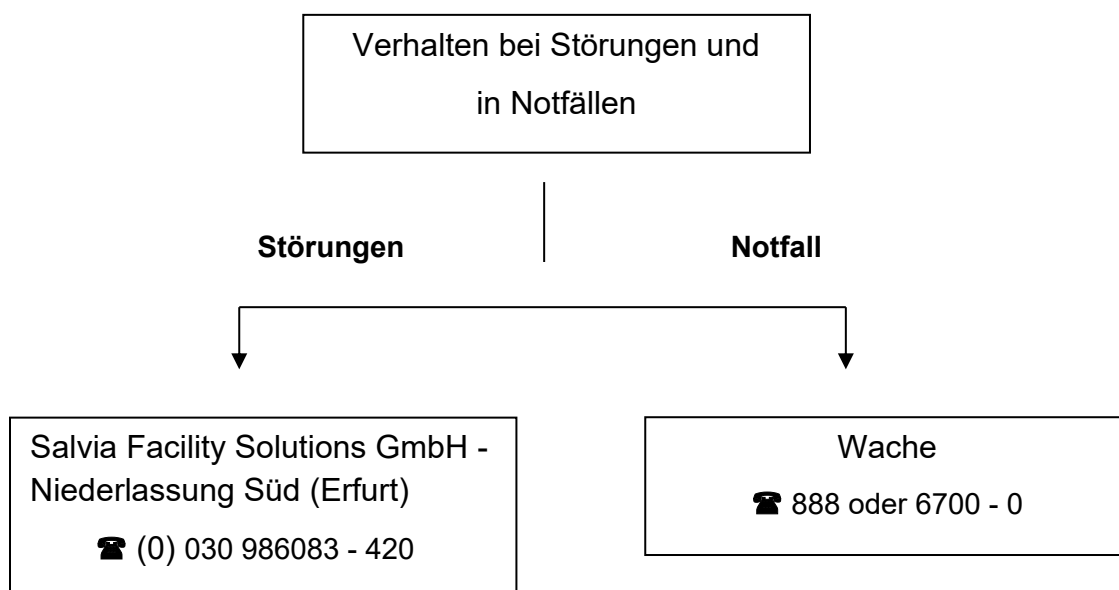 Verhalten bei Störungen und
in Notfällen
Störungen
Notfall
Salvia Facility Solutions GmbH -
Niederlassung Süd (Erfurt)
☎ (0) 030 986083 - 420
Wache
☎ 888 oder 6700 - 0